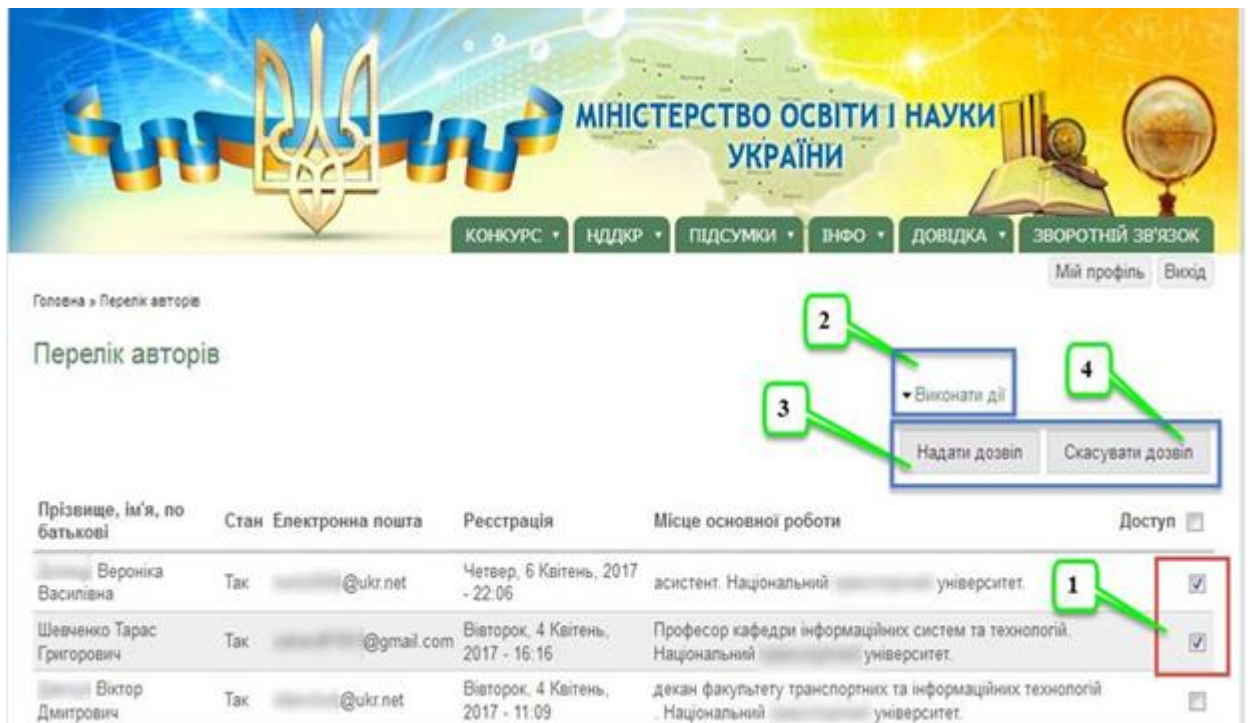 МІНІСТЕРСТВО ОСВІТИ І НАУКИ
УКРАЇНИ
КОНКУРС НДДКР ПІДСУМКИ ІНФО ДОВІДКА ЗВОРОТНІЙ ЗВ'ЯЗОК
Мій профіль Вихід
Головна » Перелік авторів
2
Перелік авторів
4
Виконати дії
3
Надати дозвіл Скасувати дозвіл
Прізвище, ім'я, по
батькові
Стан Електронна пошта Реєстрація Місце основної роботи Доступ
Вероніка
Василівна
Так @ukr.net
Четвер, 6 Квітень, 2017
- 22:06
асистент. Національний університет.
1
Шевченко Тарас
Григорович
Так @gmail.com
Вівторок, 4 Квітень,
2017 - 16:16
Професор кафедри інформаційних систем та технологій.
Національний університет.
Віктор
Дмитрович
Так @ukr.net
Вівторок, 4 Квітень,
2017 - 11:09
декан факультету транспортних та інформаційних технологій
. Національний університет.